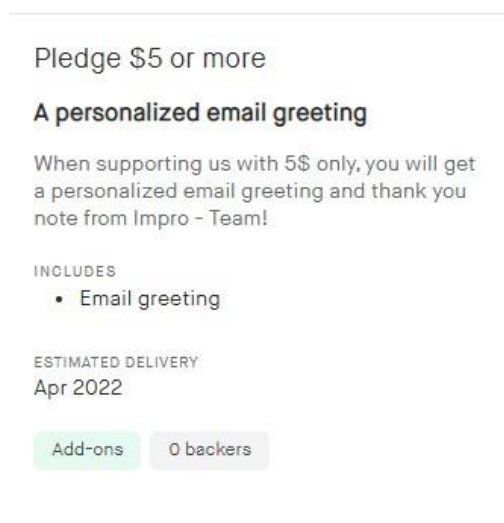 Pledge $5 or more
A personalized email greeting
When supporting us with 5$ only, you will get
a personalized email greeting and thank you
note from Impro - Team!
INCLUDES
• Email greeting
ESTIMATED DELIVERY
Apr 2022
Add-ons 0 backers